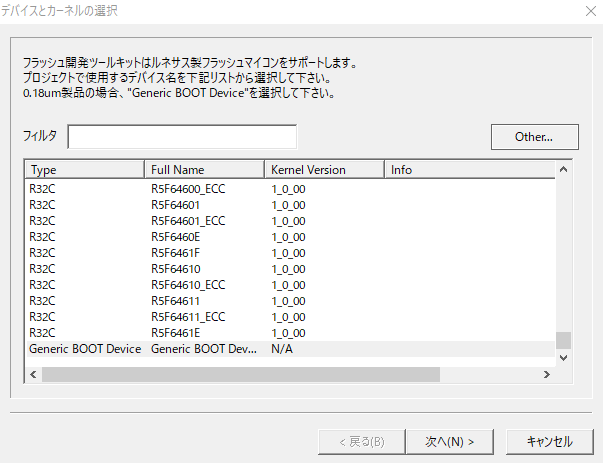 デバイスとカーネルの選択
フラッシュ開発ツールキットはルネサス製フラッシュマイコンをサポートします。
プロジェクトで使用するデバイス名を下記リストから選択して下さい。
0.18um製品の場合、"Generic BOOT Device"を選択して下さい。
フィルタ
Other...
Type Full Name Kernel Version Info
R32C R5F64600_ECC 1_0_00
R32C R5F64601 1_0_00
R32C R5F64601_ECC 1_0_00
R32C R5F6460E 1_0_00
R32C R5F6461F 1_0_00
R32C R5F64610 1_0_00
R32C R5F64610_ECC 1_0_00
R32C R5F64611 1_0_00
R32C R5F64611_ECC 1_0_00
R32C R5F6461E 1_0_00
Generic BOOT Device Generic BOOT Dev... N/A
< 戻る(B) 次へ(N) > キャンセル